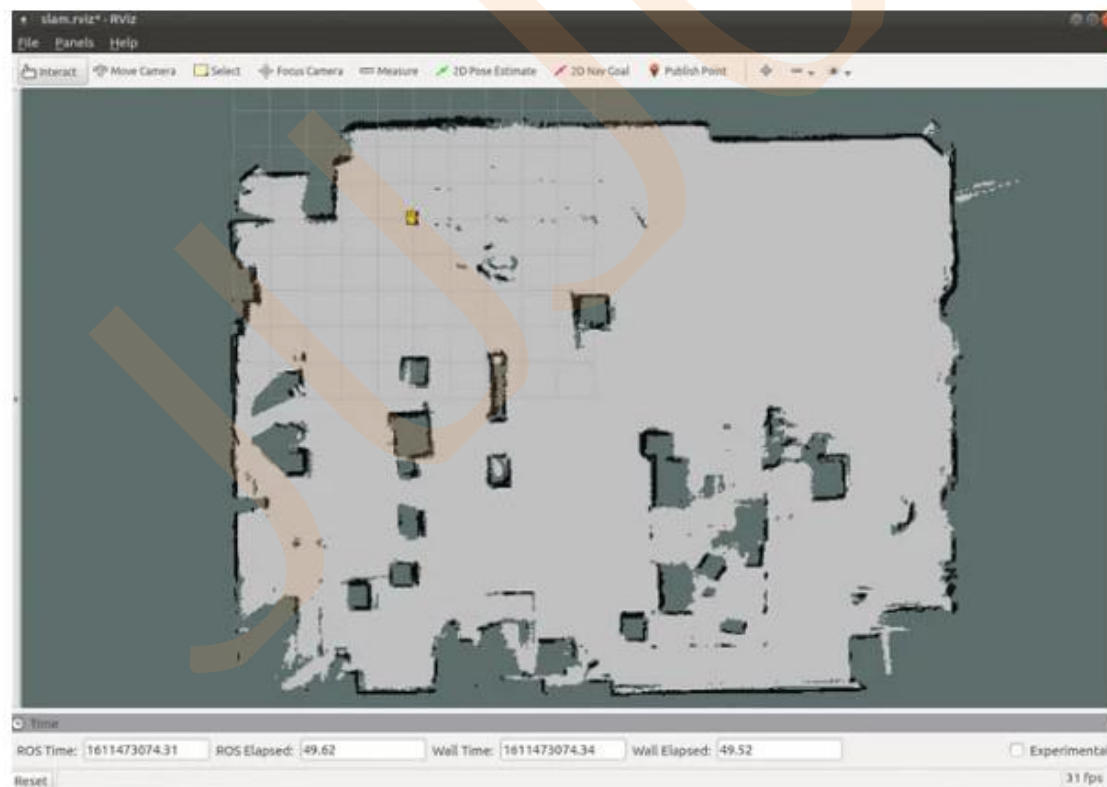 slam.rviz* - RViz
File Panels Help
Interact Move Camera Select Focus Camera Measure 2D Pose Estimate 2D Nav Goal Publish Point
Time
ROS Time: 1611473074.31 ROS Elapsed: 49.62 Wall Time: 1611473074.34 Wall Elapsed: 49.52 Experimental
Reset 31 fps